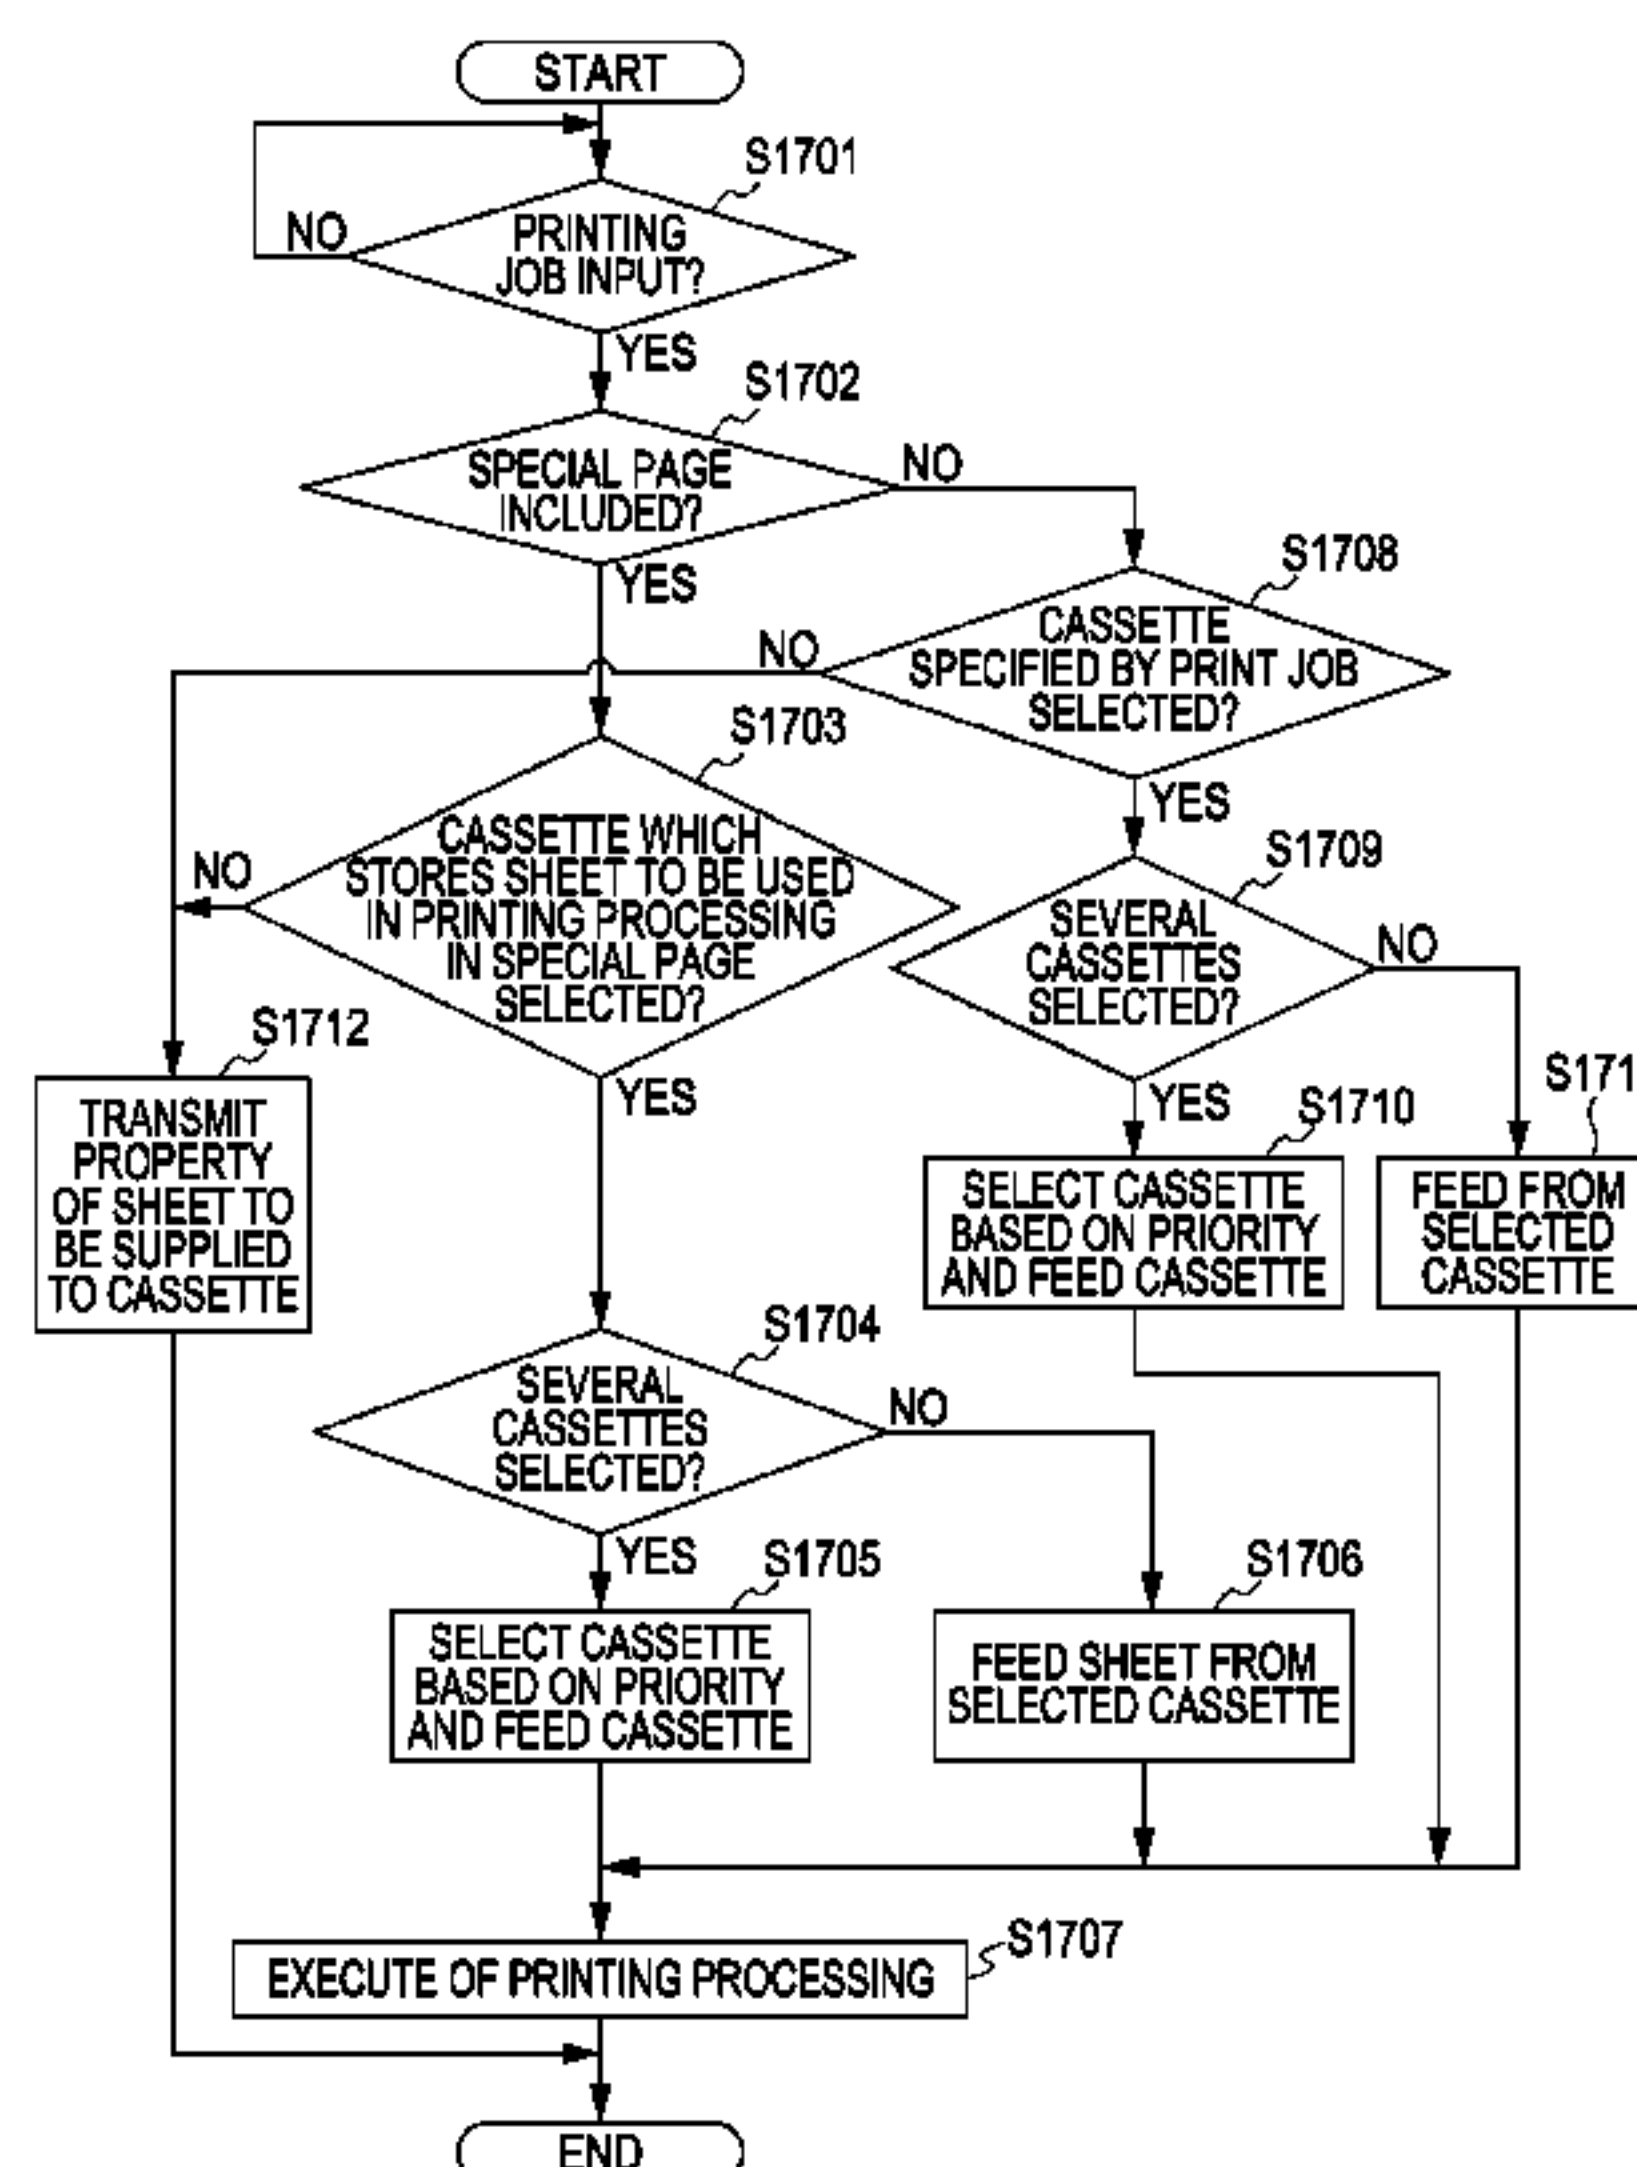 START
S1701
NO
PRINTING
JOB INPUT?
YES
S1702
SPECIAL PAGE
INCLUDED?
NO
YES
S1708
CASSETTE
SPECIFIED BY PRINT JOB
SELECTED?
NO
YES
S1703
CASSETTE WHICH
STORES SHEET TO BE USED
IN PRINTING PROCESSING
IN SPECIAL PAGE
SELECTED?
NO
YES
S1709
SEVERAL
CASSETTES
SELECTED?
NO
YES
S1712
TRANSMIT
PROPERTY
OF SHEET TO
BE SUPPLIED
TO CASSETTE
S1710
SELECT CASSETTE
BASED ON PRIORITY
AND FEED CASSETTE
S171
FEED FROM
SELECTED
CASSETTE
S1704
SEVERAL
CASSETTES
SELECTED?
NO
YES
S1705
SELECT CASSETTE
BASED ON PRIORITY
AND FEED CASSETTE
S1706
FEED SHEET FROM
SELECTED CASSETTE
S1707
EXECUTE OF PRINTING PROCESSING
END